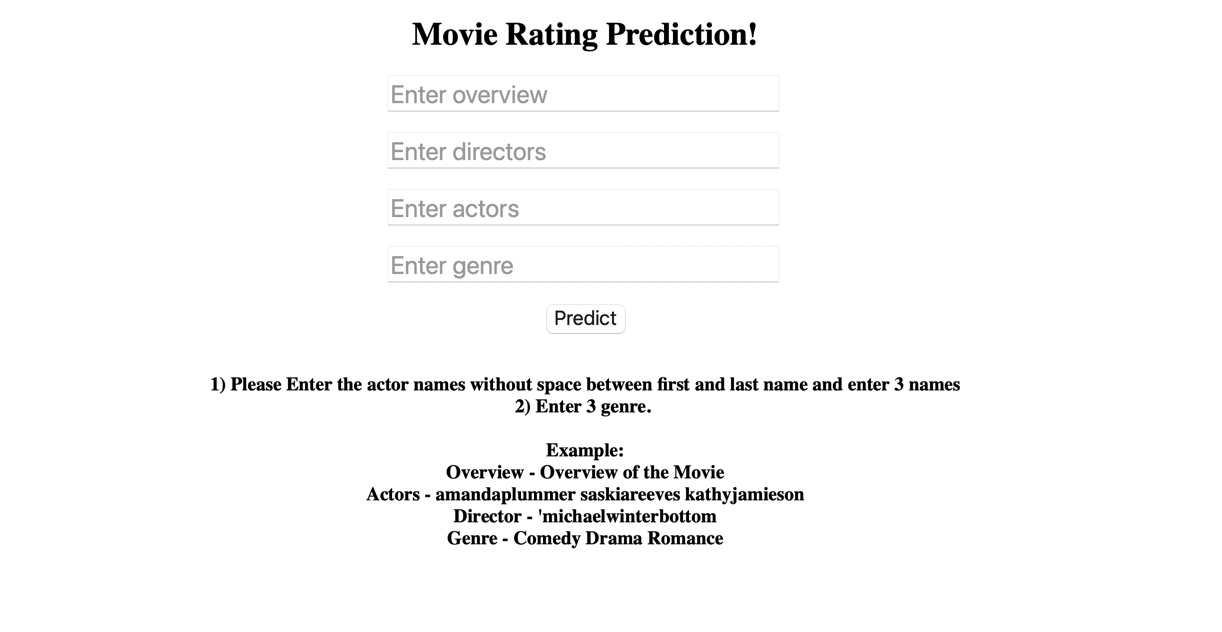 Movie Rating Prediction!
Enter overview
Enter directors
Enter actors
Enter genre
Predict
1) Please Enter the actor names without space between first and last name and enter 3 names
2) Enter 3 genre.
Example:
Overview - Overview of the Movie
Actors - amandaplummer saskiareeves kathyjamieson
Director - 'michaelwinterbottom
Genre - Comedy Drama Romance